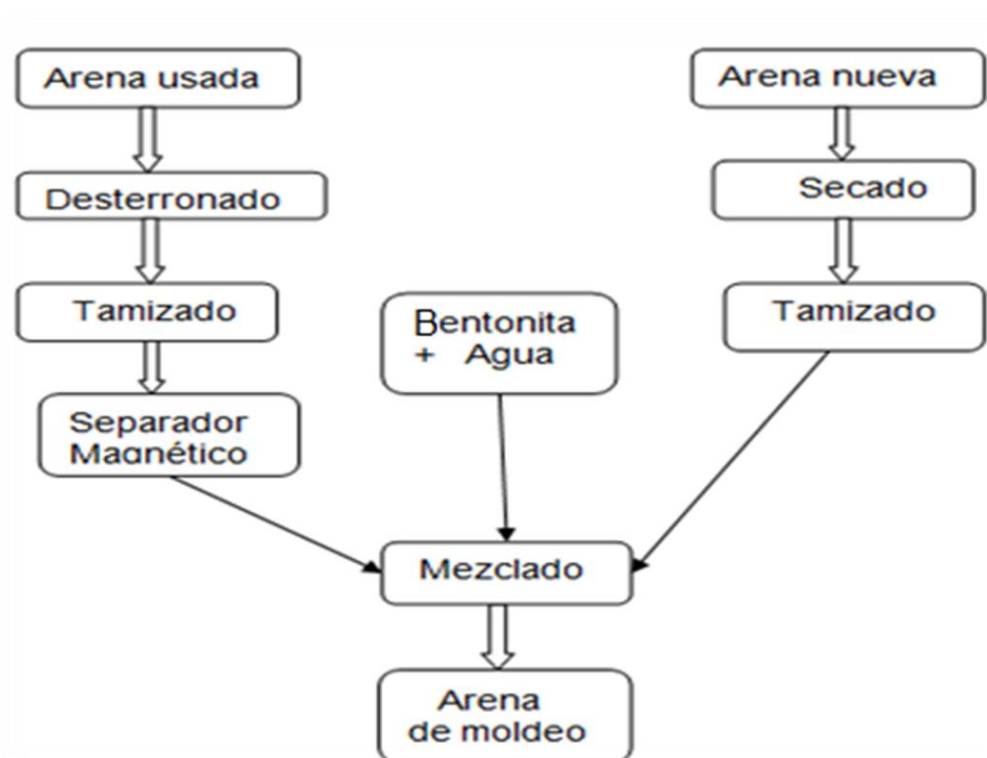 Arena usada
Desterronado
Tamizado
Separador
Magnético
Bentonita
+ Agua
Arena nueva
Secado
Tamizado
Mezclado
Arena
de moldeo